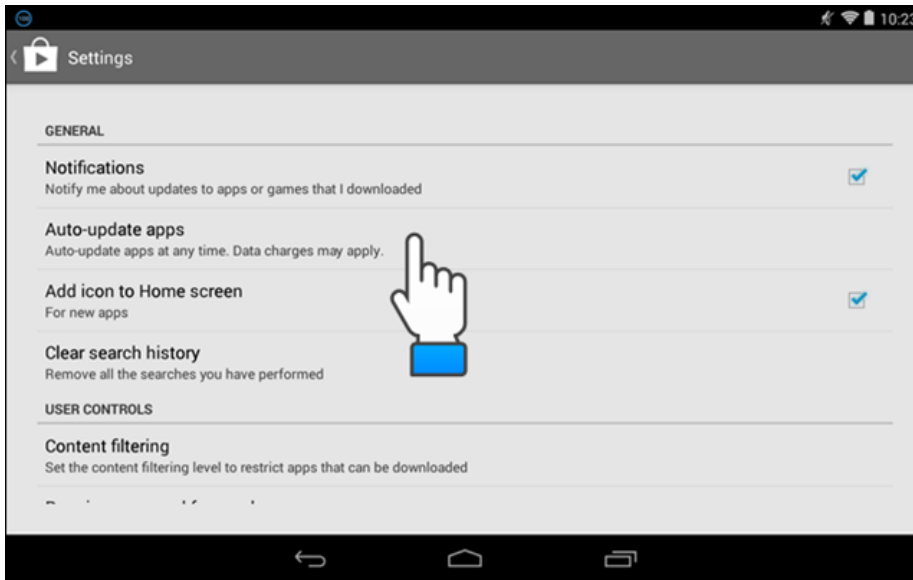 10:23
Settings
GENERAL
Notifications
Notify me about updates to apps or games that I downloaded
Auto-update apps
Auto-update apps at any time. Data charges may apply.
Add icon to Home screen
For new apps
Clear search history
Remove all the searches you have performed
USER CONTROLS
Content filtering
Set the content filtering level to restrict apps that can be downloaded